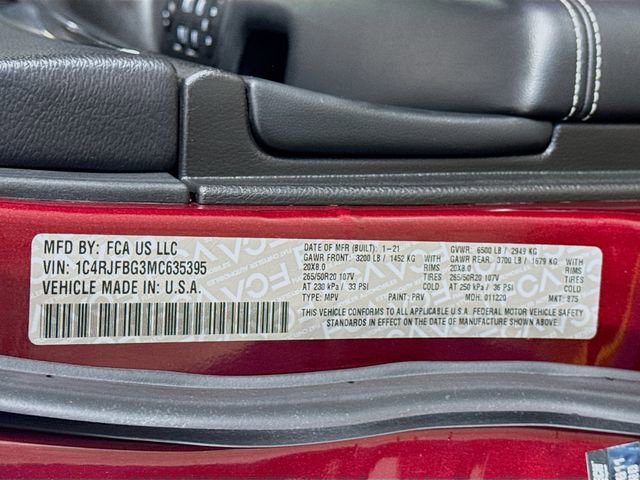 MFD BY: FCA US LLC
VIN: 1C4RJFBG3MC635395
VEHICLE MADE IN: U.S.A.
DATE OF MFR (BUILT): 1-21 GVWR: 6500 LB / 2949 KG
GAWR FRONT: 3200 LB / 1452 KG GAWR REAR: 3700 LB / 1679 KG
20X8.0 20X8.0
265/50R20 107V TIRES 265/50R20 107V TIRES
AT 230 kPa / 33 PSI COLD AT 250 kPa / 36 PSI COLD
TYPE: MPV PAINT: PRV MDH: 011220 MKT: 875
THIS VEHICLE CONFORMS TO ALL APPLICABLE U.S.A. FEDERAL MOTOR VEHICLE SAFETY
STANDARDS IN EFFECT ON THE DATE OF MANUFACTURE SHOWN ABOVE.